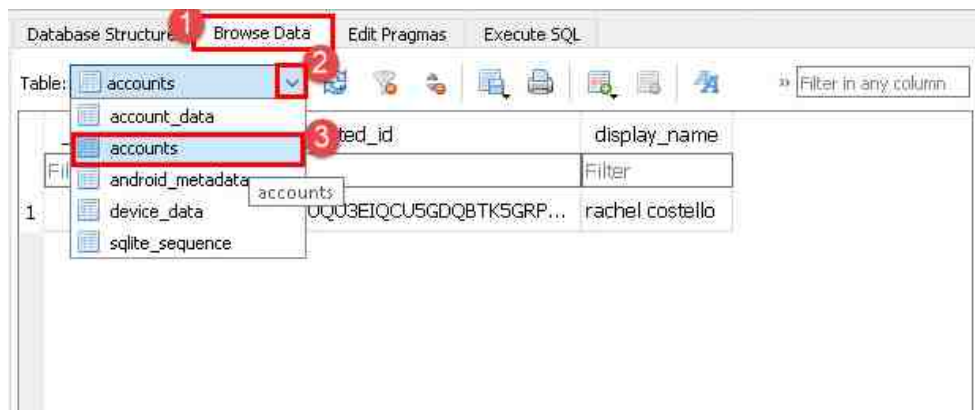 1
Database Structure Browse Data Edit Pragmas Execute SQL
2
Table: accounts » Filter in any column
account_data
3
accounts ted_id display_name
Fil android_metadata Filter
accounts
1 device_data rachel costello
sqlite_sequence